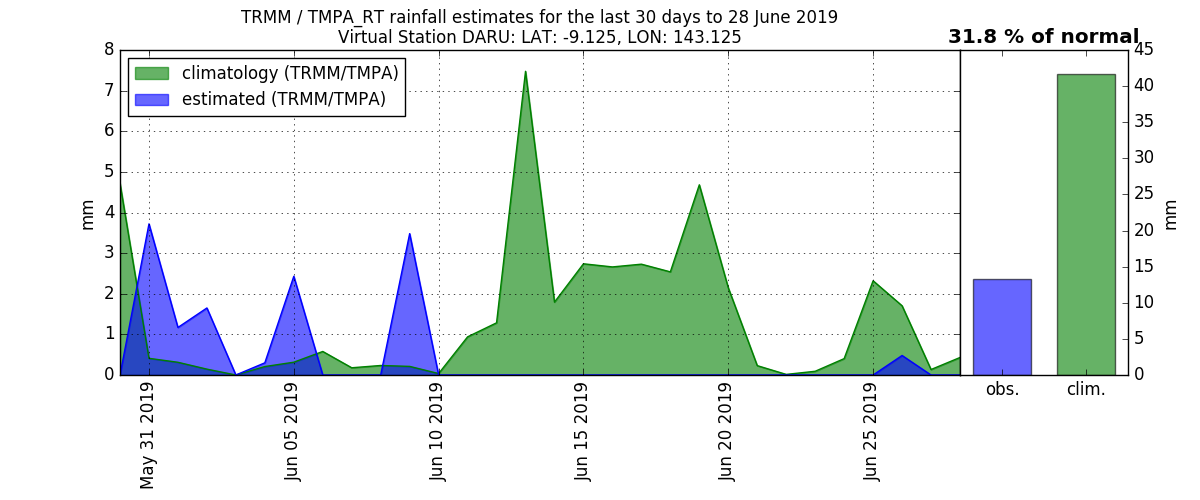 TRMM / TMPA_RT rainfall estimates for the last 30 days to 28 June 2019
Virtual Station DARU: LAT: -9.125, LON: 143.125
31.8 % of normal
climatology (TRMM/TMPA)
estimated (TRMM/TMPA)
8
7
6
5
4
3
2
1
0
mm
May 31 2019
Jun 05 2019
Jun 10 2019
Jun 15 2019
Jun 20 2019
Jun 25 2019
45
40
35
30
25
20
15
10
5
0
mm
obs.
clim.